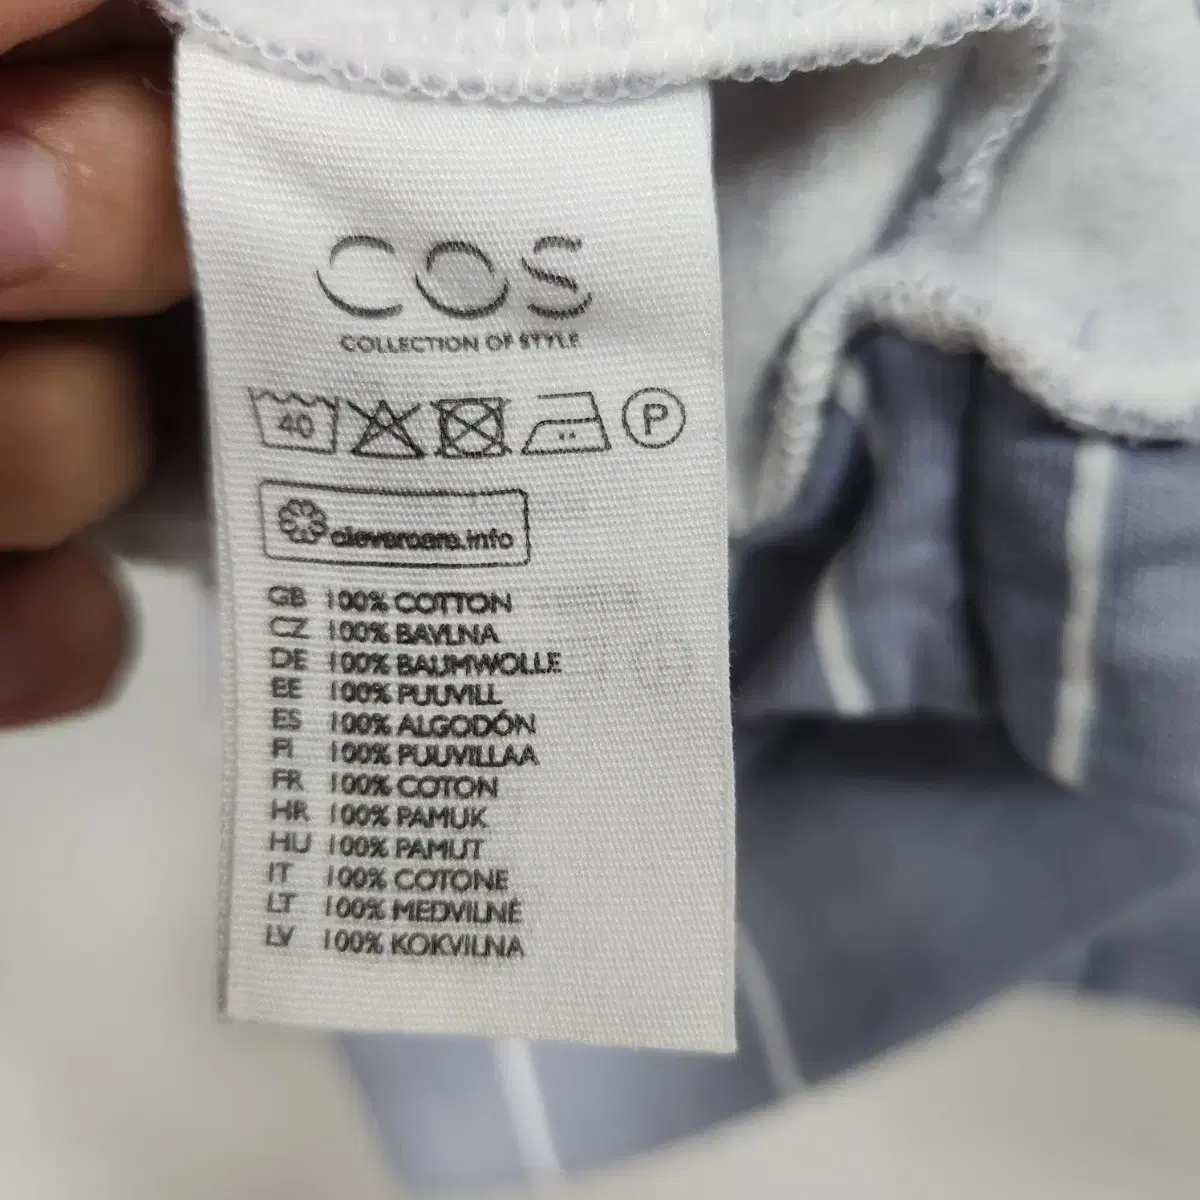 COS
COLLECTION OF STYLE
40 P
clevercare.info
GB 100% COTTON
CZ 100% BAVLNA
DE 100% BAUMWOLLE
EE 100% PUUVILL
ES 100% ALGODÓN
FI 100% PUUVILLAA
FR 100% COTON
HR 100% PAMUK
HU 100% PAMUT
IT 100% COTONE
LT 100% MEDVILNĖ
LV 100% KOKVILNA